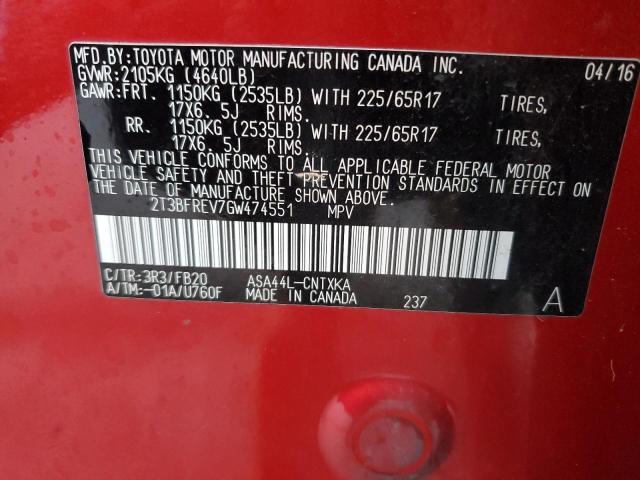 MFD.BY:TOYOTA MOTOR MANUFACTURING CANADA INC. 04/16
GVWR:2105KG (4640LB)
GAWR:FRT. 1150KG (2535LB) WITH 225/65R17 TIRES,
17X6. 5J RIMS.
RR. 1150KG (2535LB) WITH 225/65R17 TIRES,
17X6. 5J RIMS.
THIS VEHICLE CONFORMS TO ALL APPLICABLE FEDERAL MOTOR
VEHICLE SAFETY AND THEFT PREVENTION STANDARDS IN EFFECT ON
THE DATE OF MANUFACTURE SHOWN ABOVE.
2T3BFREV7GW474551 MPV
C/TR:3R3/FB20 ASA44L-CNTXKA
A/TM:-01A/U760F MADE IN CANADA 237 A